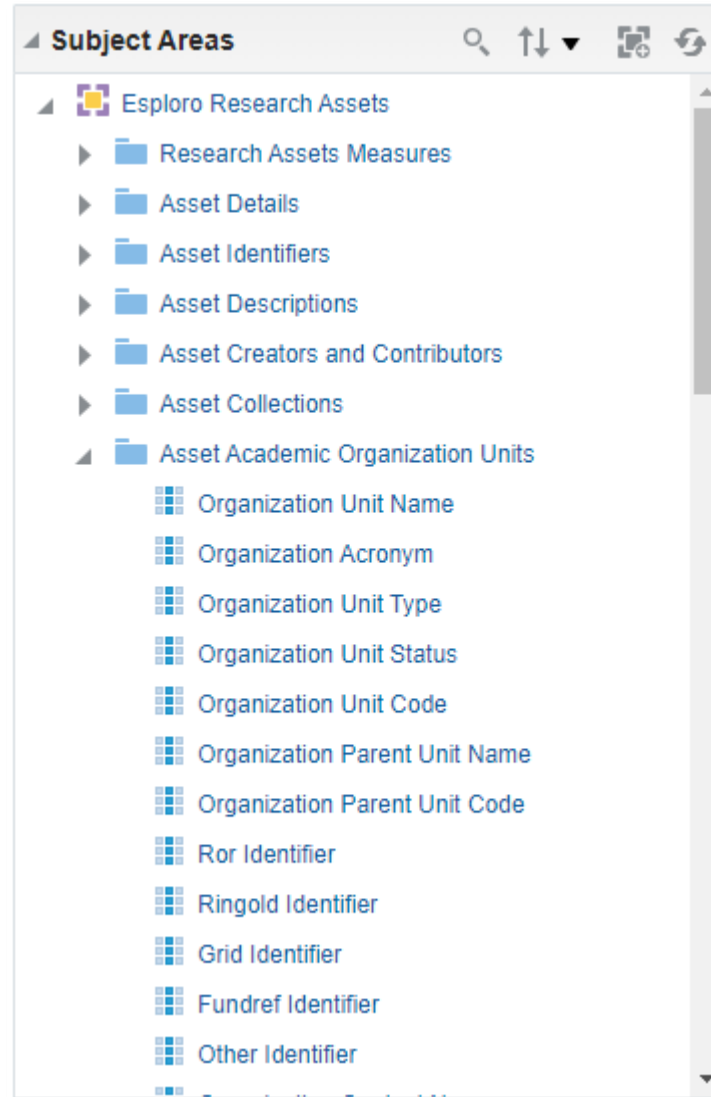 Subject Areas
Esploro Research Assets
Research Assets Measures
Asset Details
Asset Identifiers
Asset Descriptions
Asset Creators and Contributors
Asset Collections
Asset Academic Organization Units
Organization Unit Name
Organization Acronym
Organization Unit Type
Organization Unit Status
Organization Unit Code
Organization Parent Unit Name
Organization Parent Unit Code
Ror Identifier
Ringold Identifier
Grid Identifier
Fundref Identifier
Other Identifier